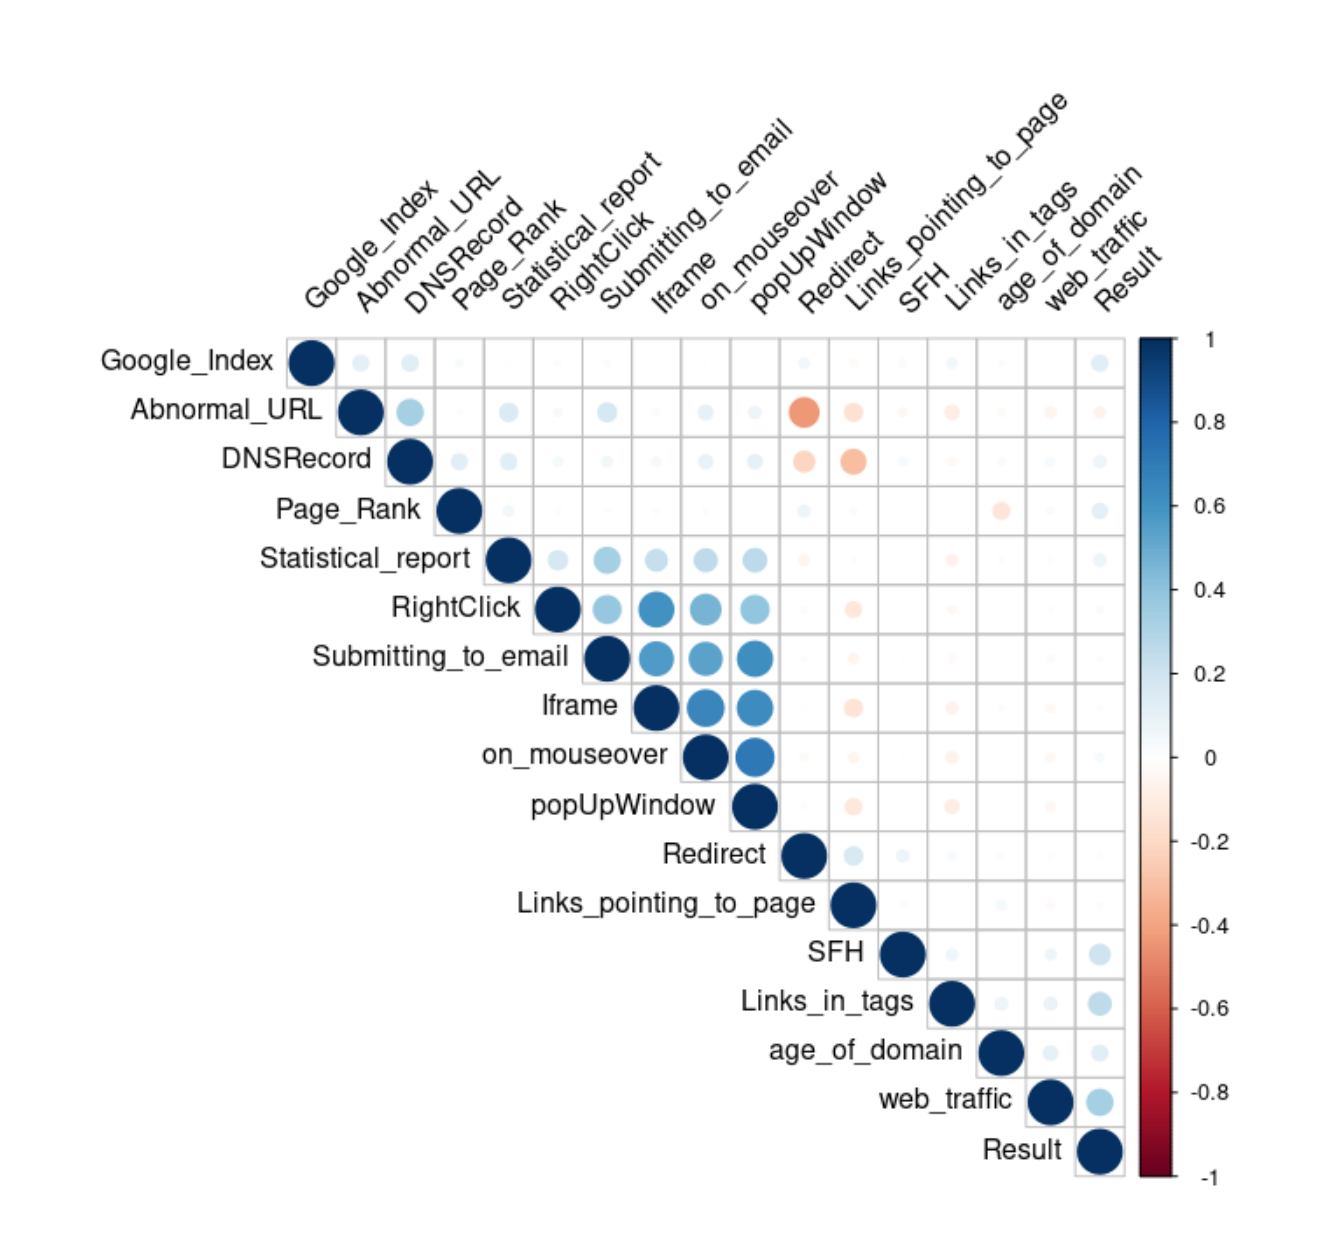 Google_Index
Abnormal_URL
DNSRecord
Page_Rank
Statistical_report
RightClick
Submitting_to_email
Iframe
on_mouseover
popUpWindow
Redirect
Links_pointing_to_page
SFH
Links_in_tags
age_of_domain
web_traffic
Result
Google_Index
Abnormal_URL
DNSRecord
Page_Rank
Statistical_report
RightClick
Submitting_to_email
Iframe
on_mouseover
popUpWindow
Redirect
Links_pointing_to_page
SFH
Links_in_tags
age_of_domain
web_traffic
Result
1
0.8
0.6
0.4
0.2
0
-0.2
-0.4
-0.6
-0.8
-1